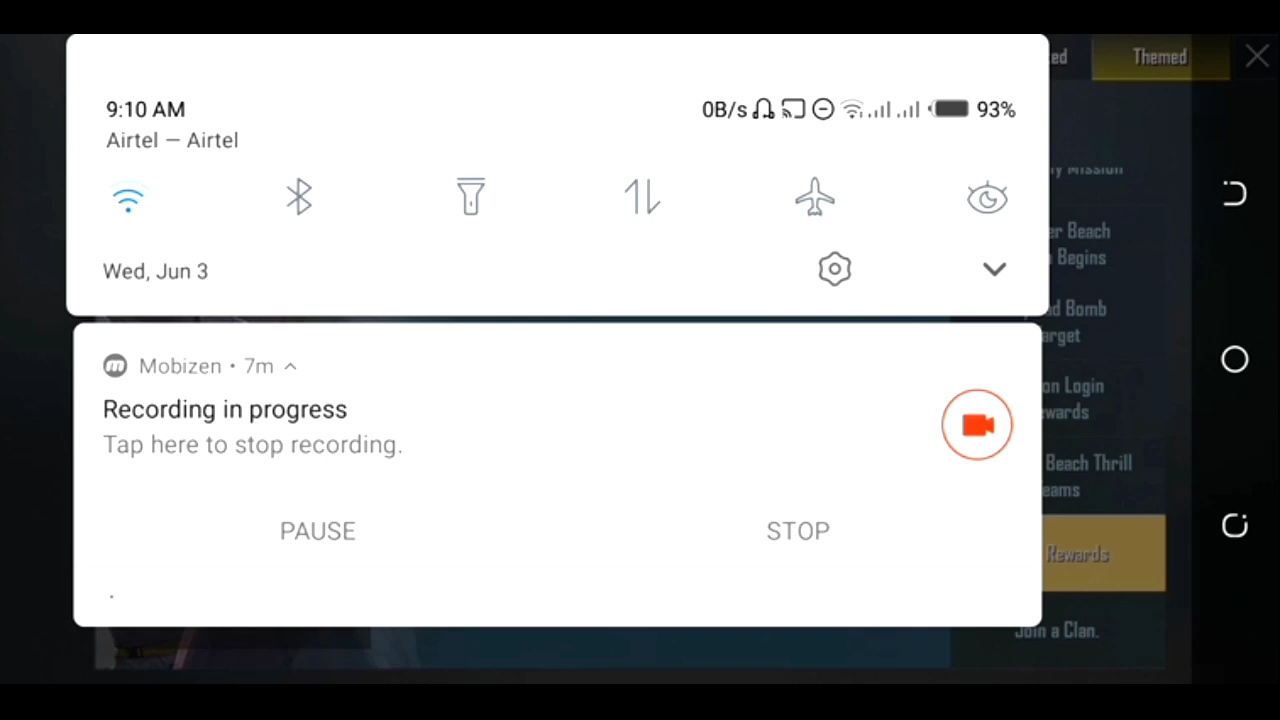 9:10 AM
0B/s 93%
Airtel — Airtel
Wed, Jun 3
Mobizen • 7m
Recording in progress
Tap here to stop recording.
PAUSE
STOP
.
Themed
Mission
Beach
Begins
Bomb
Login
Beach Thrill
Rewards
Join a Clan.